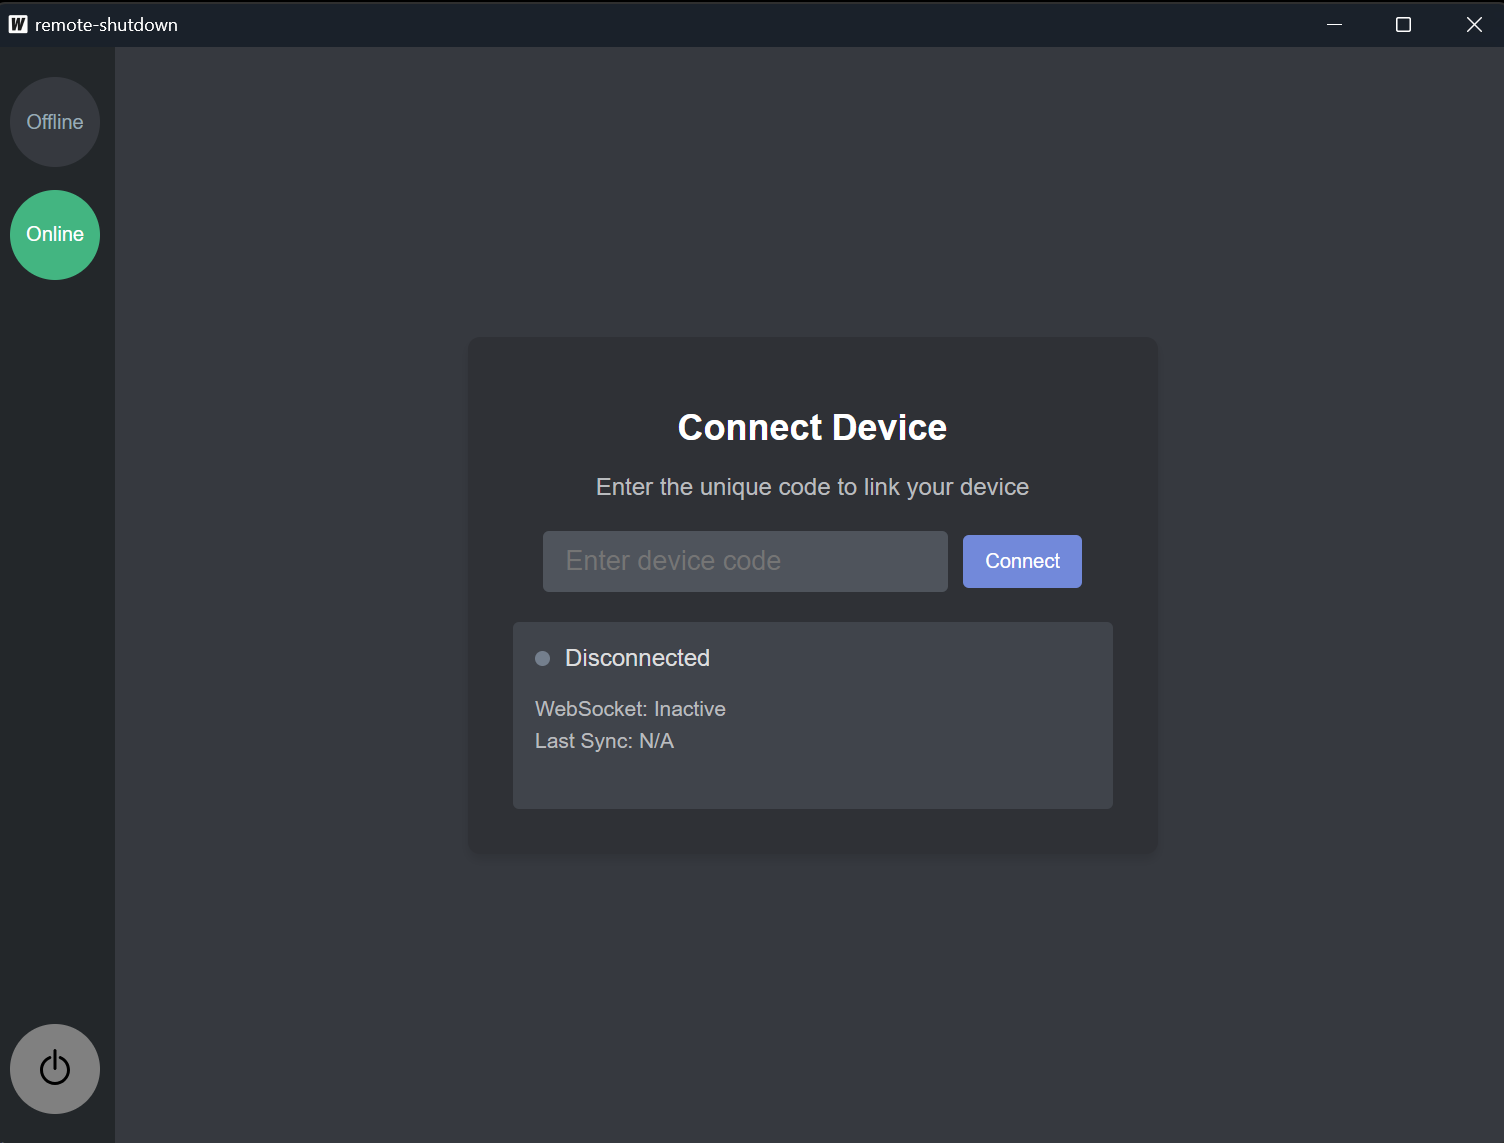 W remote-shutdown
Offline
Online
Connect Device
Enter the unique code to link your device
Enter device code
Connect
Disconnected
WebSocket: Inactive
Last Sync: N/A